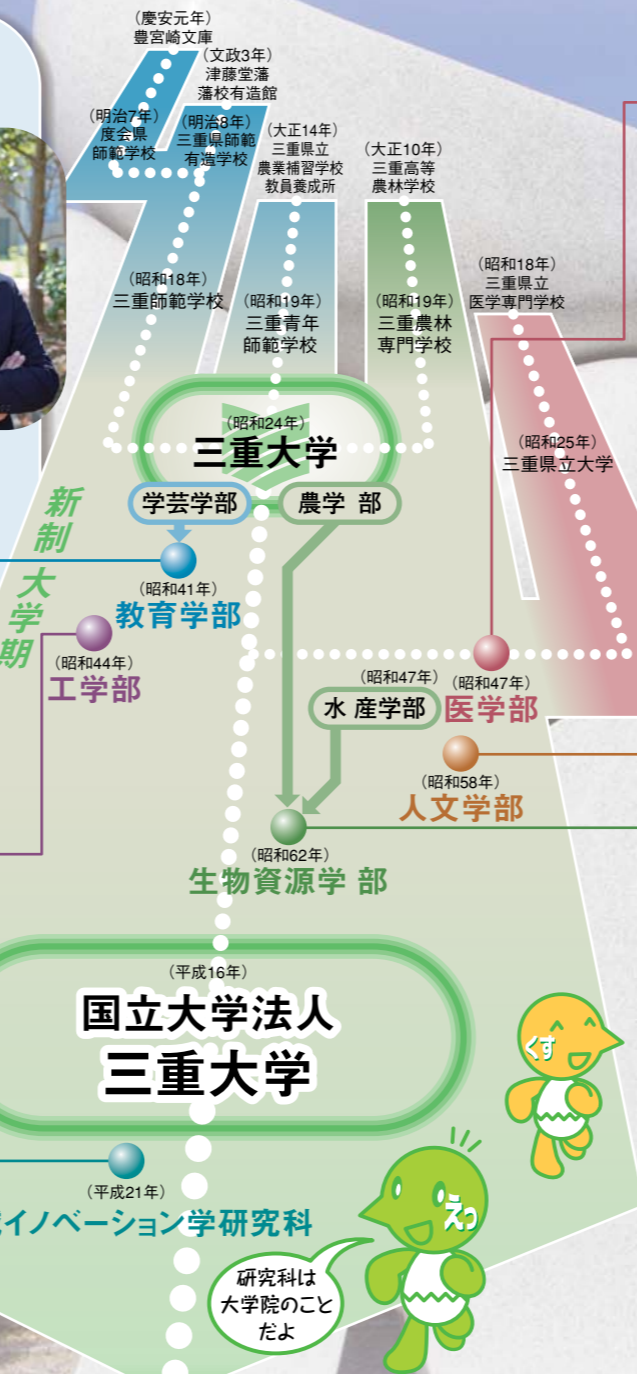 (慶安元年)
豊宮崎文庫
(文政3年)
津藤堂藩
藩校有造館
(明治7年)
度会県
師範学校
(明治8年)
三重県師範
有造学校
(大正14年)
三重県立
農業補習学校
教員養成所
(大正10年)
三重高等
農林学校
(昭和18年)
三重師範学校
(昭和19年)
三重青年
師範学校
(昭和19年)
三重農林
専門学校
(昭和18年)
三重県立
医学専門学校
(昭和24年)
三重大学
(昭和25年)
三重県立大学
学芸学部
農学 部
新制大学期
(昭和41年)
教育学部
(昭和44年)
工学部
(昭和47年)
水 産学部
(昭和47年)
医学部
(昭和58年)
人文学部
(昭和62年)
生物資源学 部
(平成16年)
国立大学法人
三重大学
くす
えっ
(平成21年)
イノベーション学研究科
研究科は
大学院のこと
だよ